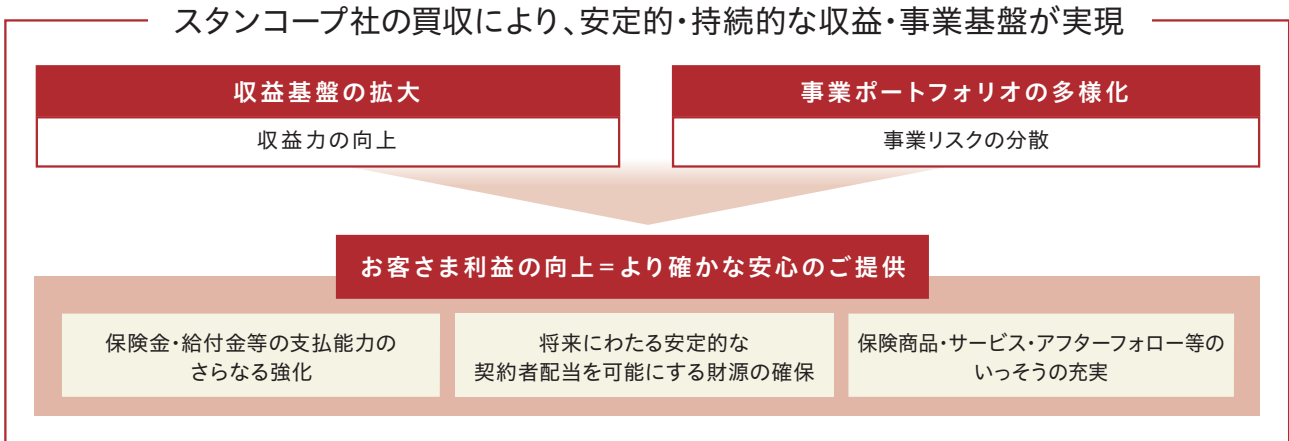 スタンコープ社の買収により、安定的・持続的な収益・事業基盤が実現
収益基盤の拡大
収益力の向上
事業ポートフォリオの多様化
事業リスクの分散
お客さま利益の向上=より確かな安心のご提供
保険金・給付金等の支払能力の
さらなる強化
将来にわたる安定的な
契約者配当を可能にする財源の確保
保険商品・サービス・アフターフォロー等の
いっそうの充実